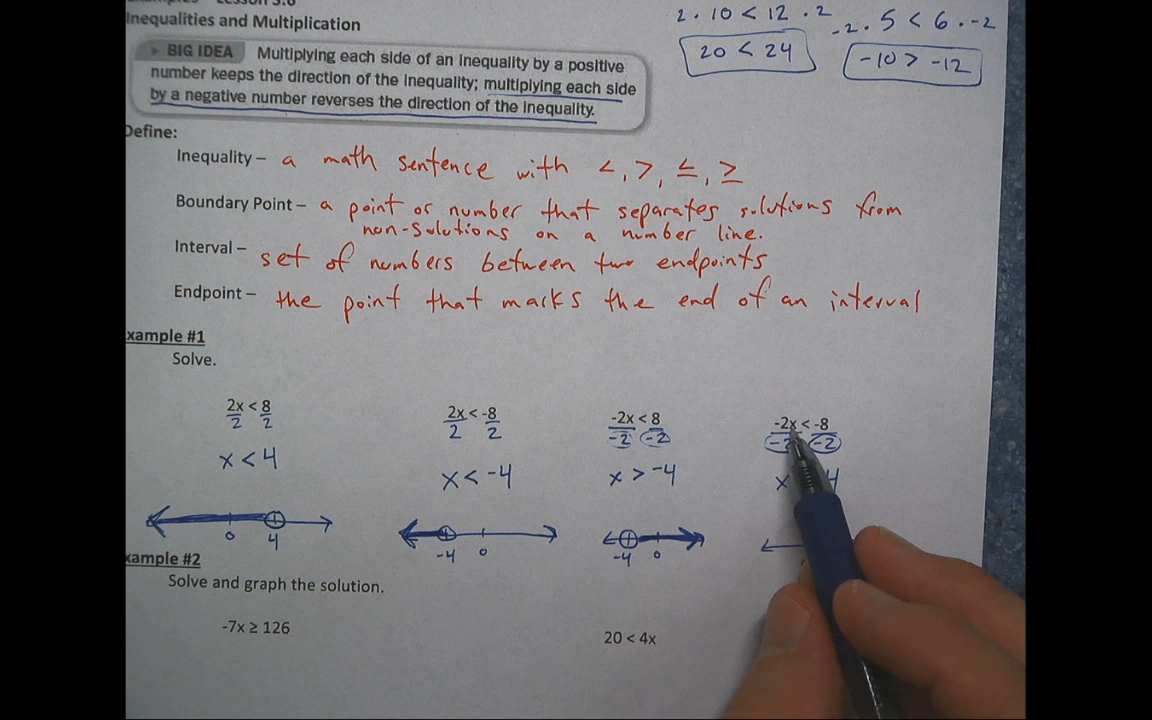 Inequalities and Multiplication
2 · 10 < 12 · 2
20 < 24
-2 · 5 < 6 · -2
-10 > -12
BIG IDEA Multiplying each side of an inequality by a positive
number keeps the direction of the inequality; multiplying each side
by a negative number reverses the direction of the inequality.
Define:
Inequality – a math sentence with <, >, ≤, ≥
Boundary Point – a point or number that separates solutions from
non-solutions on a number line.
Interval – set of numbers between two endpoints
Endpoint – the point that marks the end of an interval
xample #1
Solve.
2x < 8
2 2
x < 4
0 4
2x < -8
2 2
x < -4
-4 0
-2x < 8
-2 -2
x > -4
-4 0
-2x < -8
-2 -2
x 4
xample #2
Solve and graph the solution.
-7x ≥ 126
20 < 4x